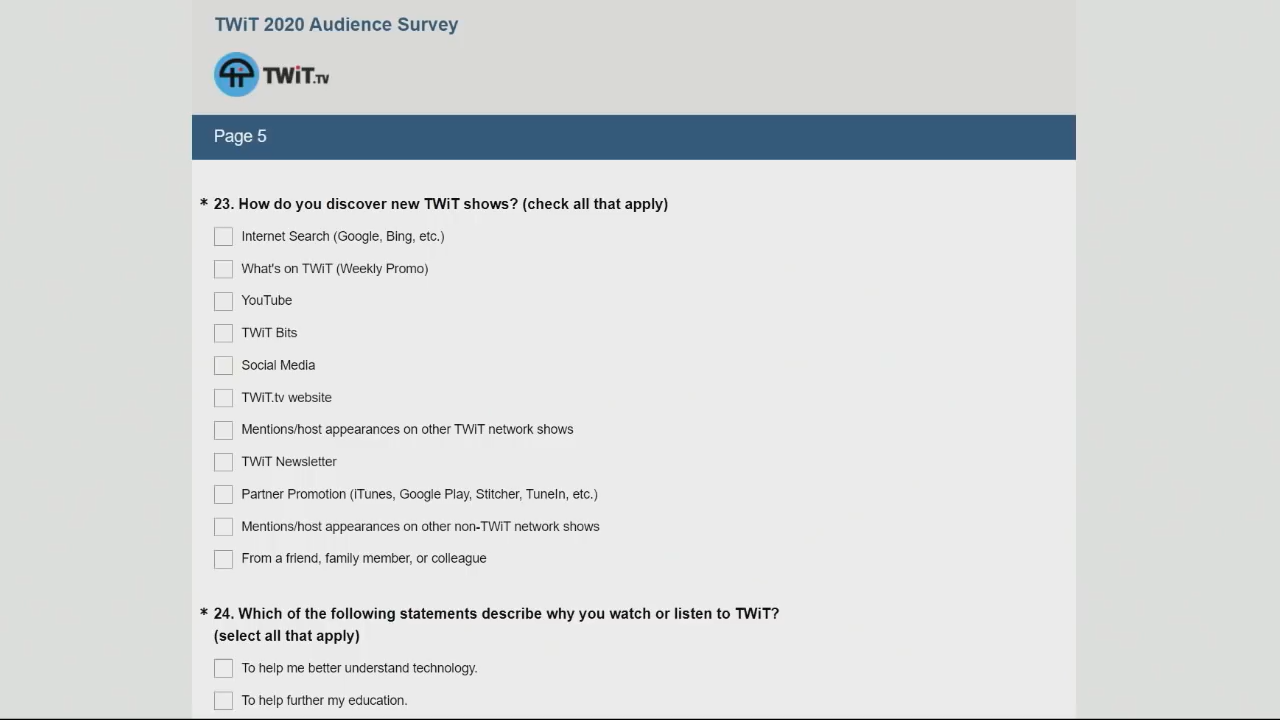 TWiT 2020 Audience Survey
TWiT.TV
Page 5
* 23. How do you discover new TWiT shows? (check all that apply)
Internet Search (Google, Bing, etc.)
What's on TWiT (Weekly Promo)
YouTube
TWiT Bits
Social Media
TWiT.tv website
Mentions/host appearances on other TWiT network shows
TWiT Newsletter
Partner Promotion (iTunes, Google Play, Stitcher, TuneIn, etc.)
Mentions/host appearances on other non-TWiT network shows
From a friend, family member, or colleague
* 24. Which of the following statements describe why you watch or listen to TWiT?
(select all that apply)
To help me better understand technology.
To help further my education.